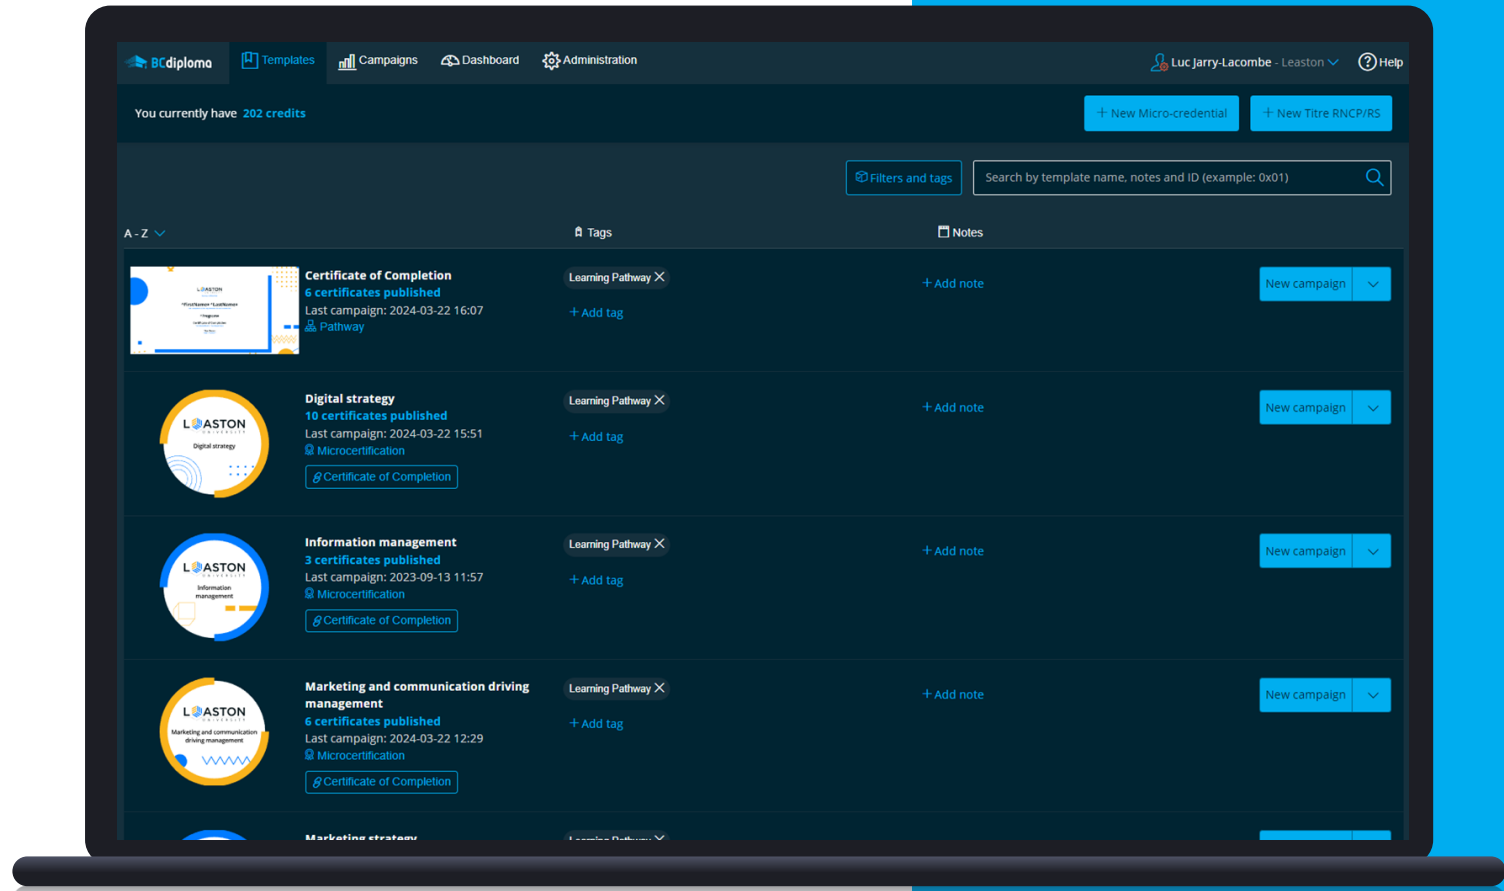 BCdiploma
Templates
Campaigns
Dashboard
Administration
Luc Jarry-Lacombe - Leaston
Help
You currently have 202 credits
+ New Micro-credential
+ New Titre RNCP/RS
Filters and tags
Search by template name, notes and ID (example: 0x01)
A - Z
Tags
Notes
LEASTON
Certificate of Completion
6 certificates published
Last campaign: 2024-03-22 16:07
Pathway
Learning Pathway
+ Add tag
+ Add note
New campaign
LEASTON
UNIVERSITY
Digital strategy
Digital strategy
10 certificates published
Last campaign: 2024-03-22 15:51
Microcertification
Certificate of Completion
Learning Pathway
+ Add tag
+ Add note
New campaign
LEASTON
UNIVERSITY
Information
management
Information management
3 certificates published
Last campaign: 2023-09-13 11:57
Microcertification
Certificate of Completion
Learning Pathway
+ Add tag
+ Add note
New campaign
LEASTON
UNIVERSITY
Marketing and communication
driving management
Marketing and communication driving
management
6 certificates published
Last campaign: 2024-03-22 12:29
Microcertification
Certificate of Completion
Learning Pathway
+ Add tag
+ Add note
New campaign
Marketing strategy
Learning Pathway